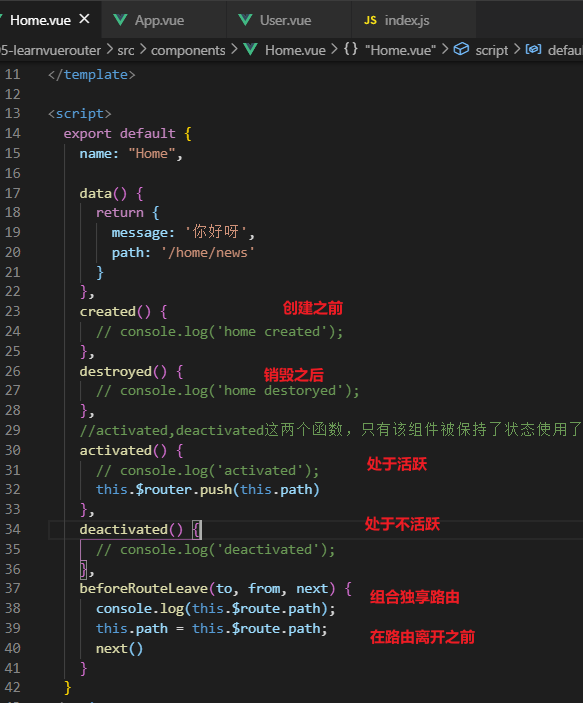 Home.vue × App.vue User.vue JS index.js
05-learnvuerouter > src > components > Home.vue > {} "Home.vue" > script > defau
11 </template>
12
13 <script>
14 export default {
15 name: "Home",
16
17 data() {
18 return {
19 message: '你好呀',
20 path: '/home/news'
21 }
22 },
23 created() { 创建之前
24 // console.log('home created');
25 },
26 destroyed() { 销毁之后
27 // console.log('home destoryed');
28 },
29 //activated,deactivated这两个函数, 只有该组件被保持了状态使用了
30 activated() {
31 // console.log('activated'); 处于活跃
32 this.$router.push(this.path)
33 },
34 deactivated() { 处于不活跃
35 // console.log('deactivated');
36 },
37 beforeRouteLeave(to, from, next) { 组合独享路由
38 console.log(this.$route.path);
39 this.path = this.$route.path; 在路由离开之前
40 next()
41 }
42 }